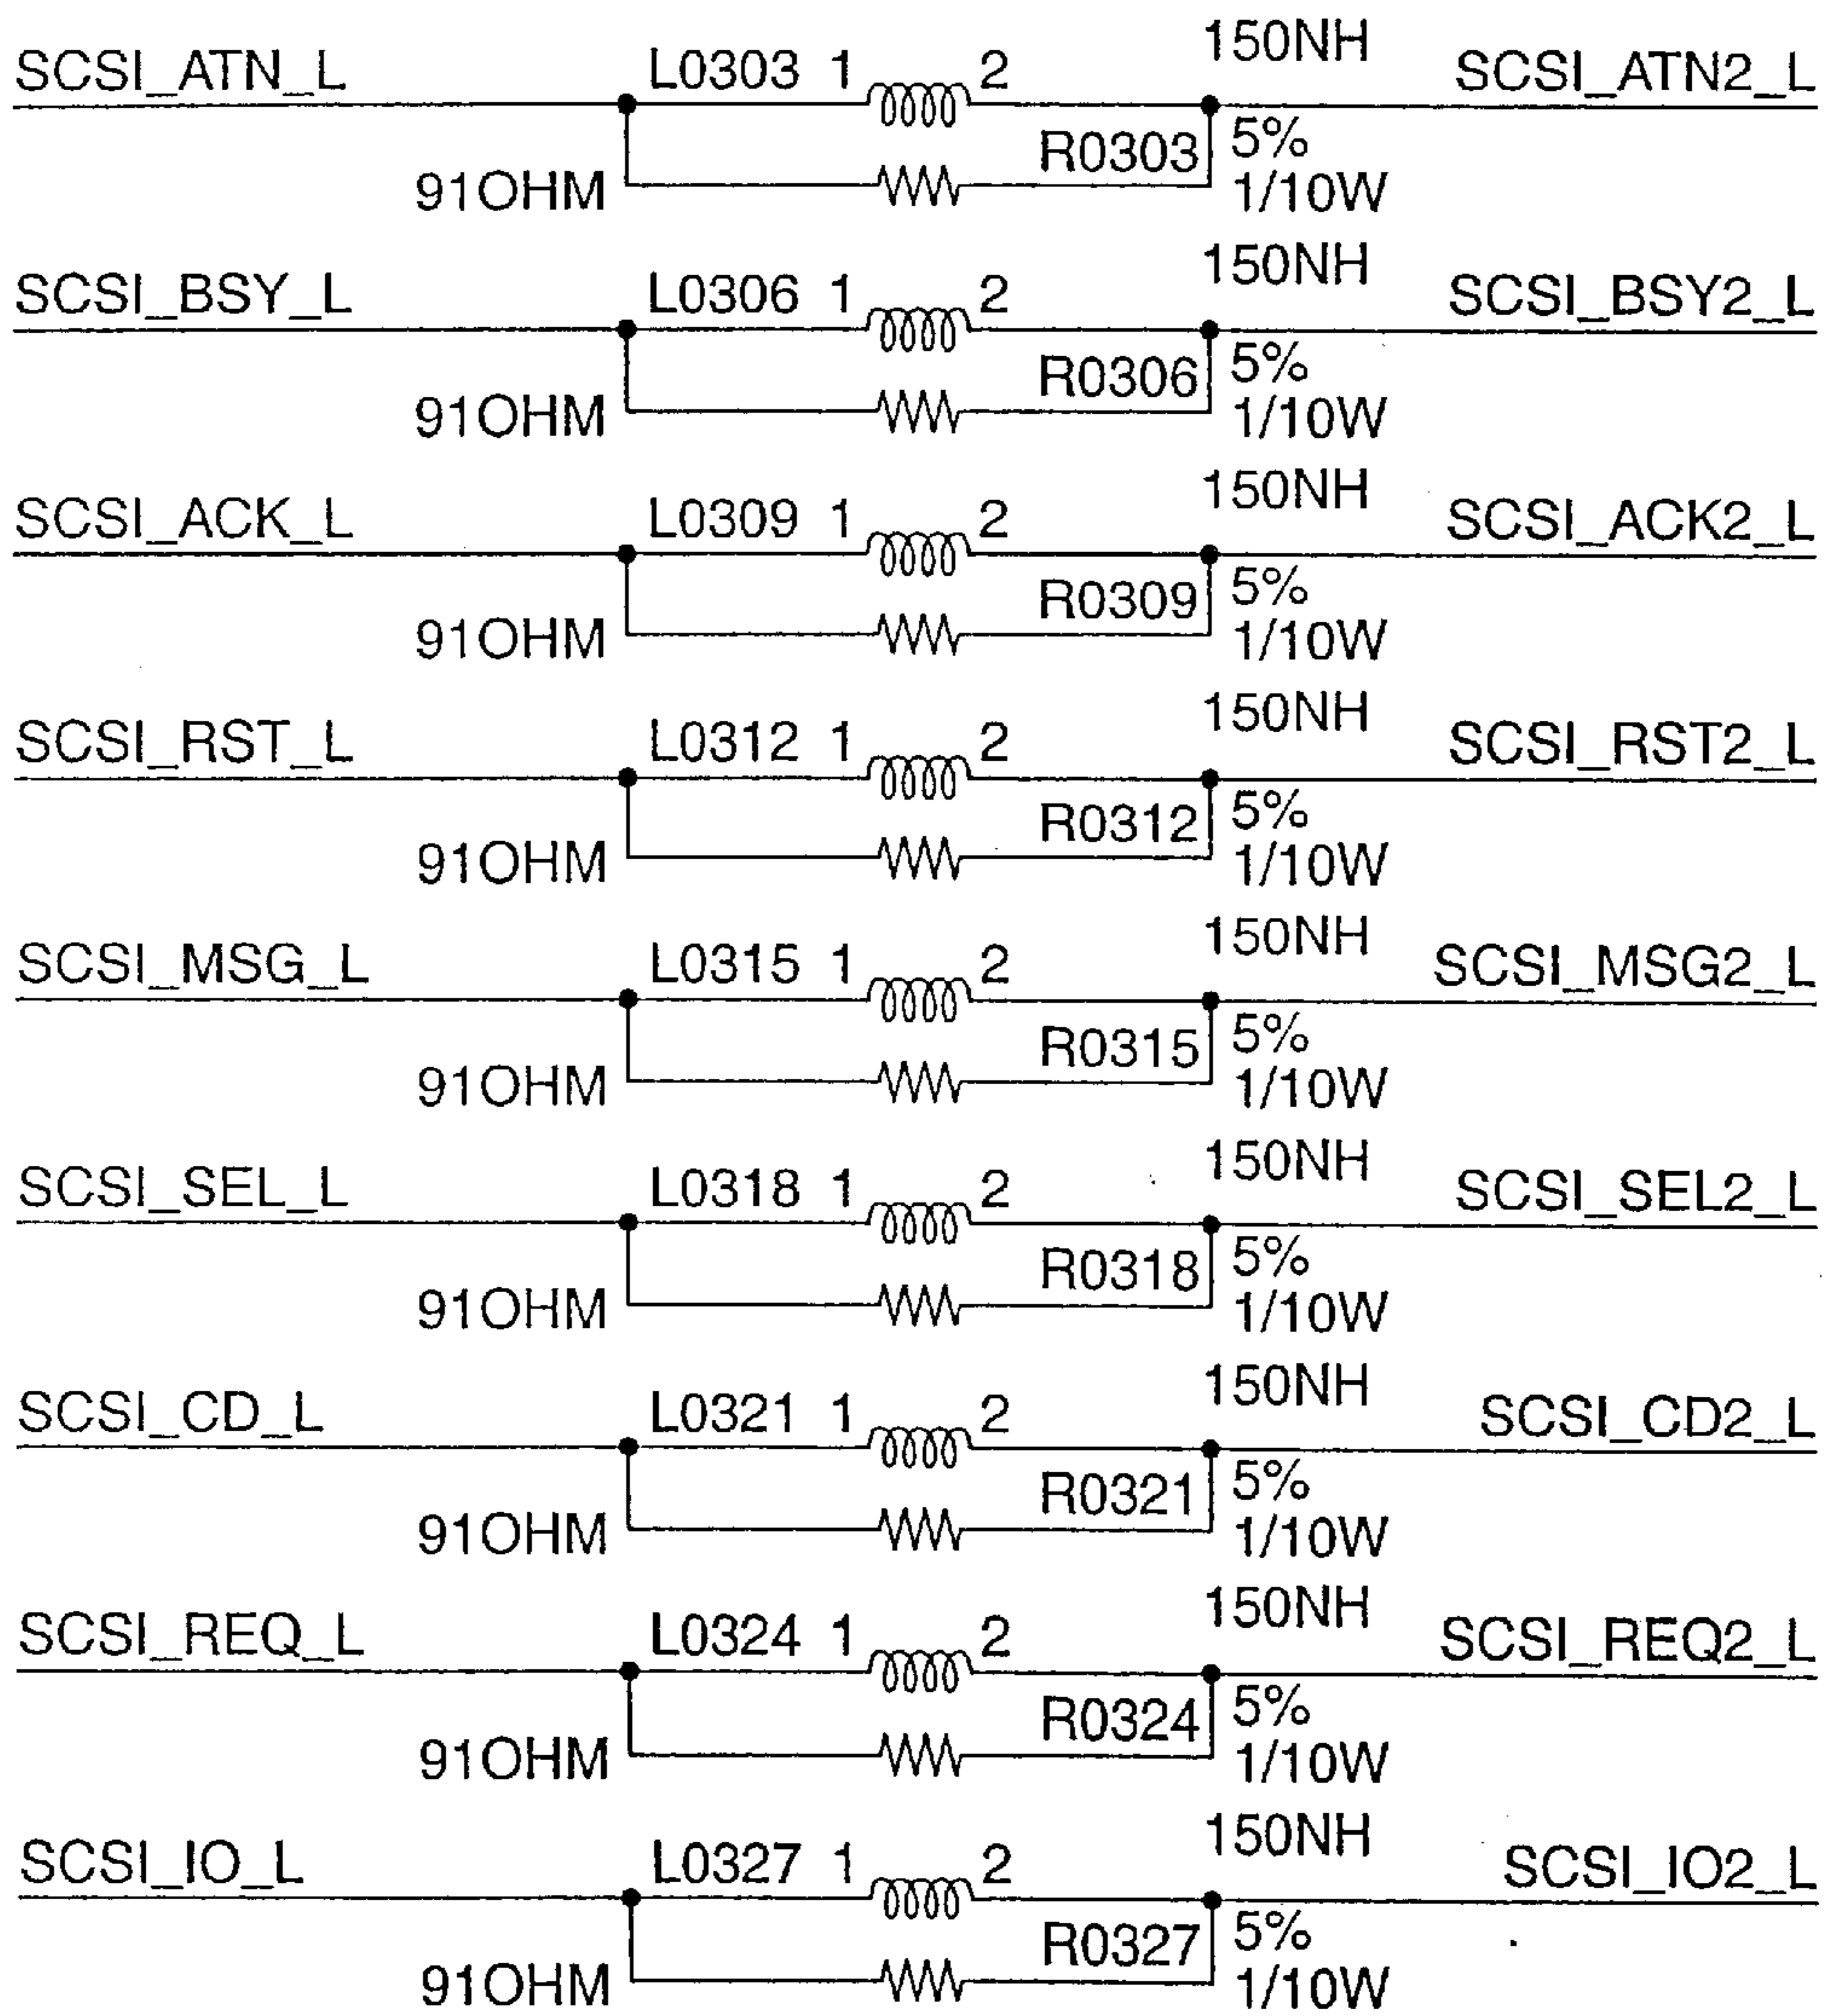 150NH
SCSI_ATN_L L0303 1 2 SCSI_ATN2_L
R0303 5%
91OHM 1/10W
150NH
SCSI_BSY_L L0306 1 2 SCSI_BSY2_L
R0306 5%
91OHM 1/10W
150NH
SCSI_ACK_L L0309 1 2 SCSI_ACK2_L
R0309 5%
91OHM 1/10W
150NH
SCSI_RST_L L0312 1 2 SCSI_RST2_L
R0312 5%
91OHM 1/10W
150NH
SCSI_MSG_L L0315 1 2 SCSI_MSG2_L
R0315 5%
91OHM 1/10W
150NH
SCSI_SEL_L L0318 1 2 SCSI_SEL2_L
R0318 5%
91OHM 1/10W
150NH
SCSI_CD_L L0321 1 2 SCSI_CD2_L
R0321 5%
91OHM 1/10W
150NH
SCSI_REQ_L L0324 1 2 SCSI_REQ2_L
R0324 5%
91OHM 1/10W
150NH
SCSI_IO_L L0327 1 2 SCSI_IO2_L
R0327 5%
91OHM 1/10W